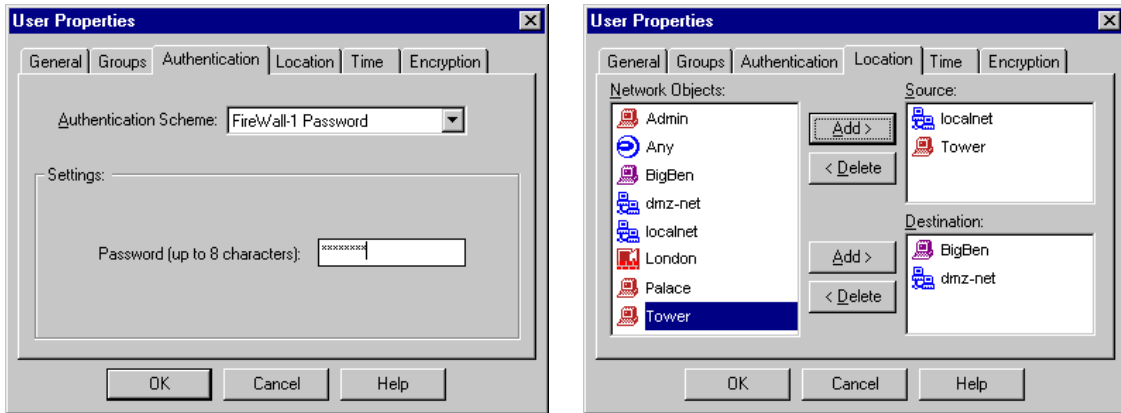 User Properties
General Groups Authentication Location Time Encryption
Authentication Scheme: FireWall-1 Password
Settings:
Password (up to 8 characters): ********
OK Cancel Help
User Properties
General Groups Authentication Location Time Encryption
Network Objects:
Admin
Any
BigBen
dmz-net
localnet
London
Palace
Tower
Add >
< Delete
Add >
< Delete
Source:
localnet
Tower
Destination:
BigBen
dmz-net
OK Cancel Help